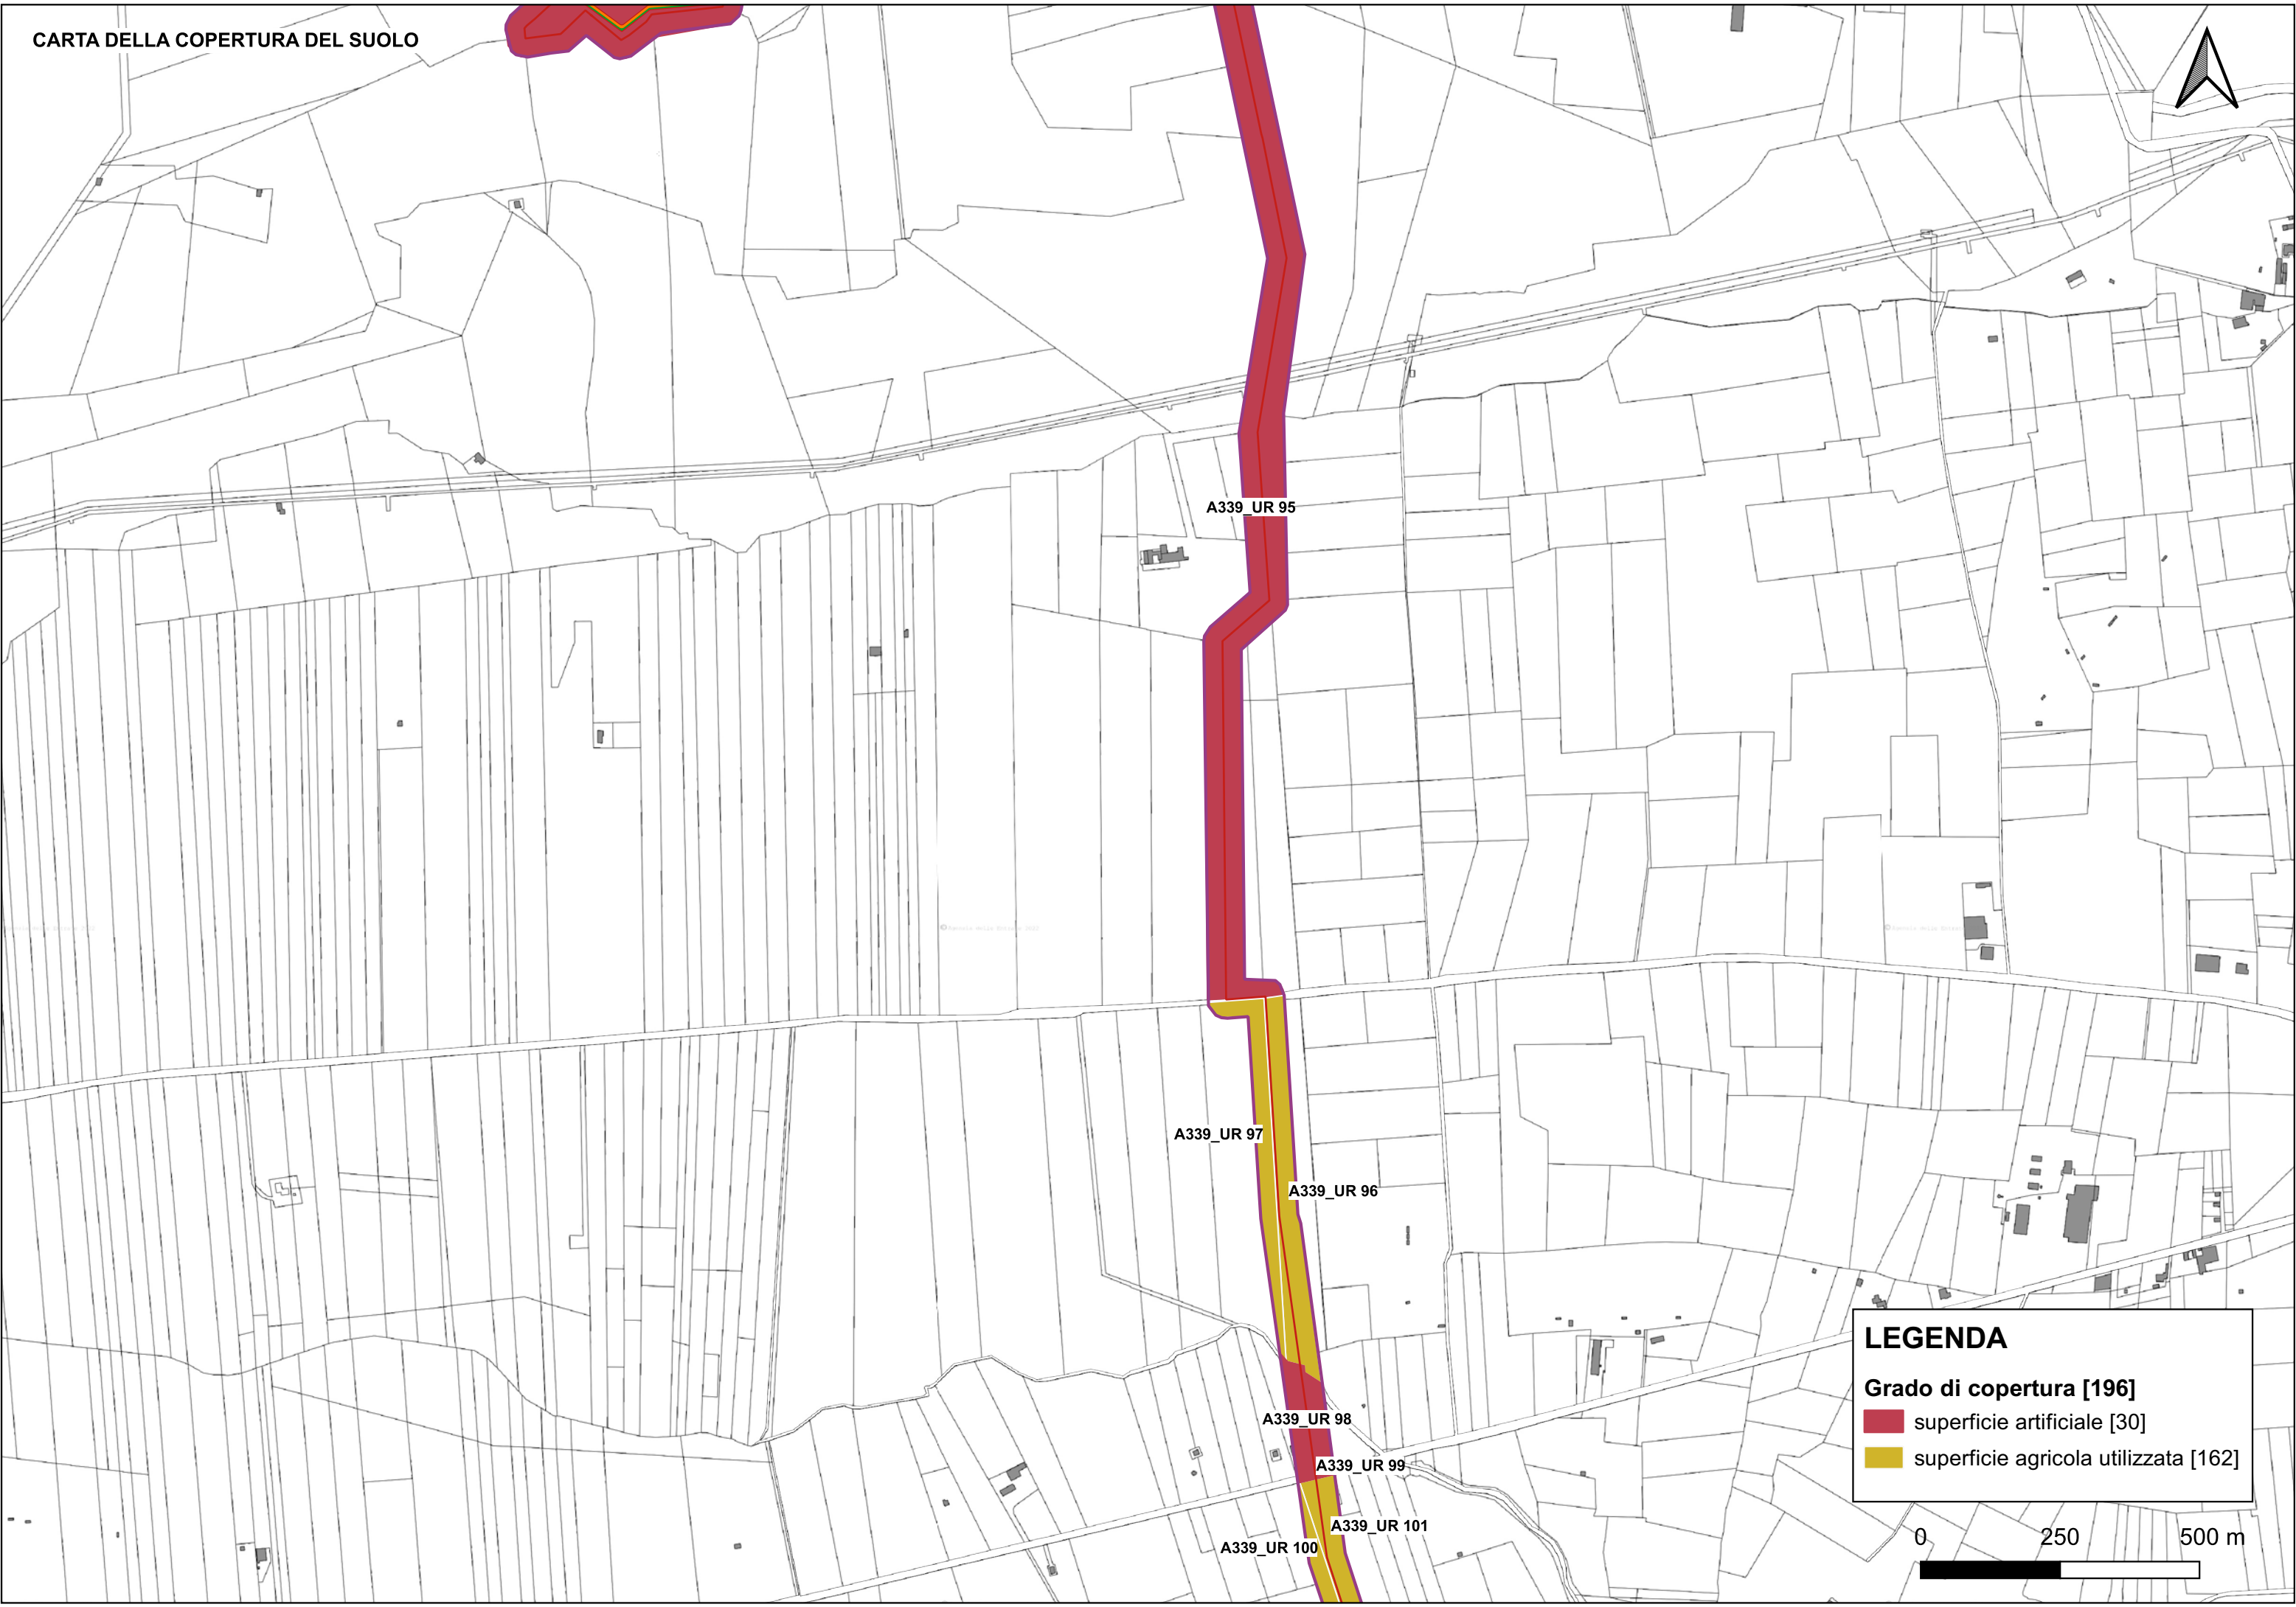 CARTA DELLA COPERTURA DEL SUOLO
A339_UR 95
A339_UR 97
A339_UR 96
A339_UR 98
A339_UR 99
A339_UR 101
A339_UR 100
LEGENDA
Grado di copertura [196]
superficie artificiale [30]
superficie agricola utilizzata [162]
0 250 500 m